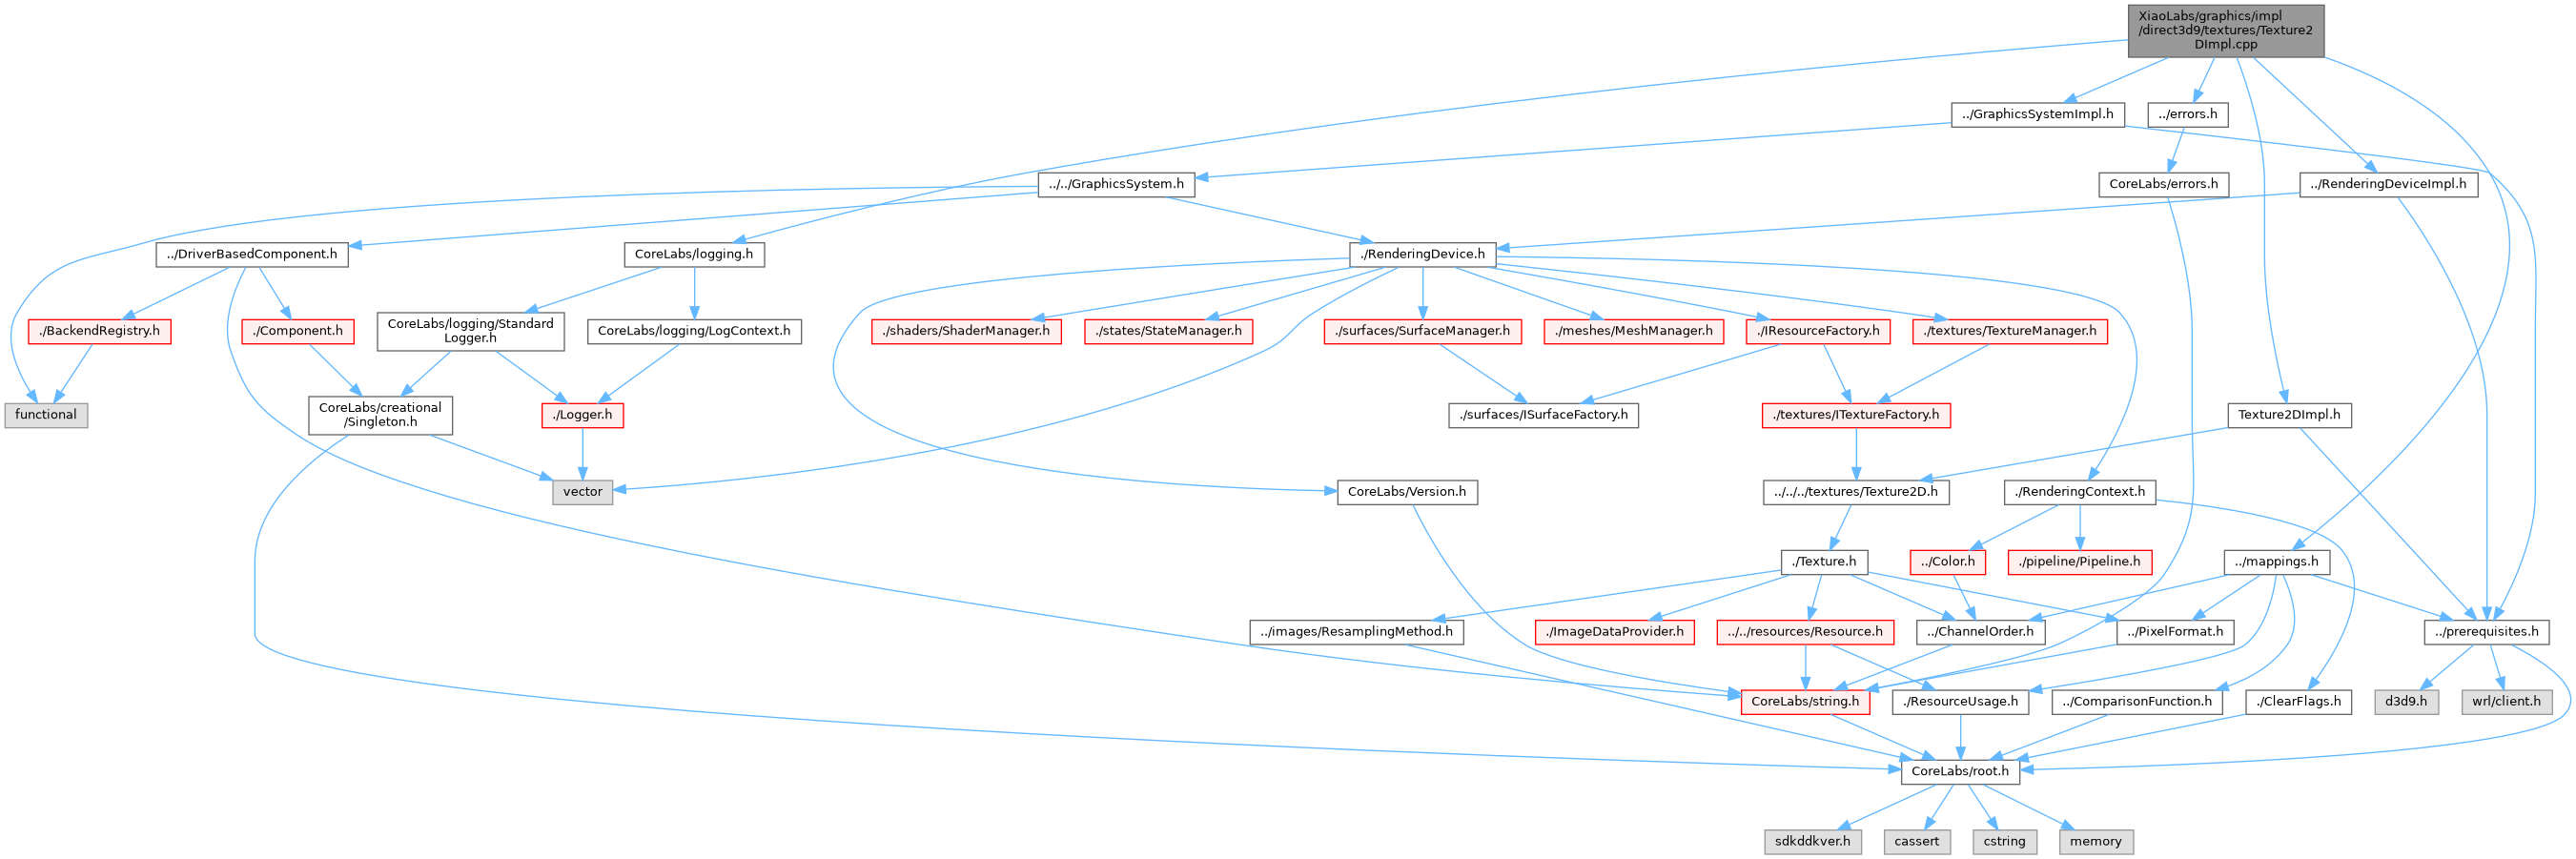 XiaoLabs/graphics/impl
/direct3d9/textures/Texture2
DImpl.cpp
../GraphicsSystemImpl.h
../errors.h
../../GraphicsSystem.h
CoreLabs/errors.h
../RenderingDeviceImpl.h
../DriverBasedComponent.h
CoreLabs/logging.h
./RenderingDevice.h
./BackendRegistry.h
./Component.h
CoreLabs/logging/Standard
Logger.h
CoreLabs/logging/LogContext.h
./shaders/ShaderManager.h
./states/StateManager.h
./surfaces/SurfaceManager.h
./meshes/MeshManager.h
./IResourceFactory.h
./textures/TextureManager.h
functional
CoreLabs/creational
/Singleton.h
./Logger.h
./surfaces/ISurfaceFactory.h
./textures/ITextureFactory.h
Texture2DImpl.h
vector
CoreLabs/Version.h
../../../textures/Texture2D.h
./RenderingContext.h
./Texture.h
../Color.h
./pipeline/Pipeline.h
../mappings.h
../images/ResamplingMethod.h
./ImageDataProvider.h
../../resources/Resource.h
../ChannelOrder.h
../PixelFormat.h
../prerequisites.h
CoreLabs/string.h
./ResourceUsage.h
../ComparisonFunction.h
./ClearFlags.h
d3d9.h
wrl/client.h
CoreLabs/root.h
sdkddkver.h
cassert
cstring
memory